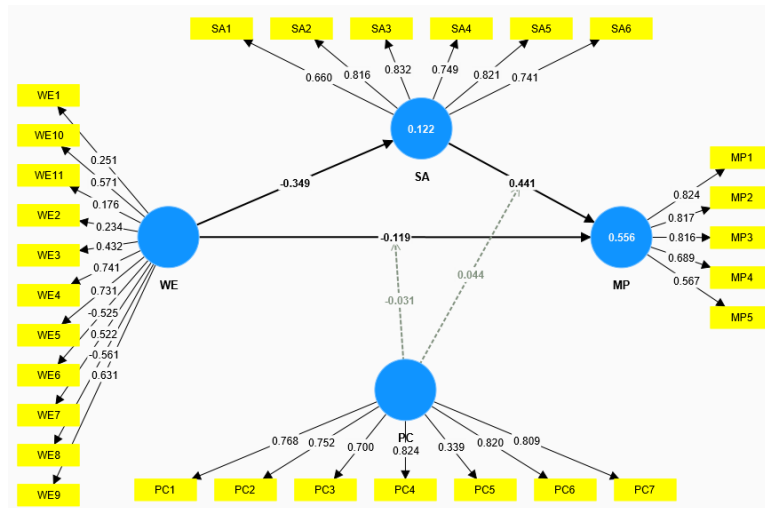 SA1 SA2 SA3 SA4 SA5 SA6
0.660 0.816 0.832 0.749 0.821 0.741
0.122
SA
WE1
WE10
WE11
WE2
WE3
WE4
WE5
WE6
WE7
WE8
WE9
0.251
0.571
0.176
0.234
0.432
0.741
0.731
-0.525
0.522
-0.561
0.631
WE
-0.349
0.441
-0.119
-0.031
0.044
0.556
MP
0.824
0.817
0.816
0.689
0.567
MP1
MP2
MP3
MP4
MP5
PC
0.768 0.752 0.700 0.824 0.339 0.820 0.809
PC1 PC2 PC3 PC4 PC5 PC6 PC7